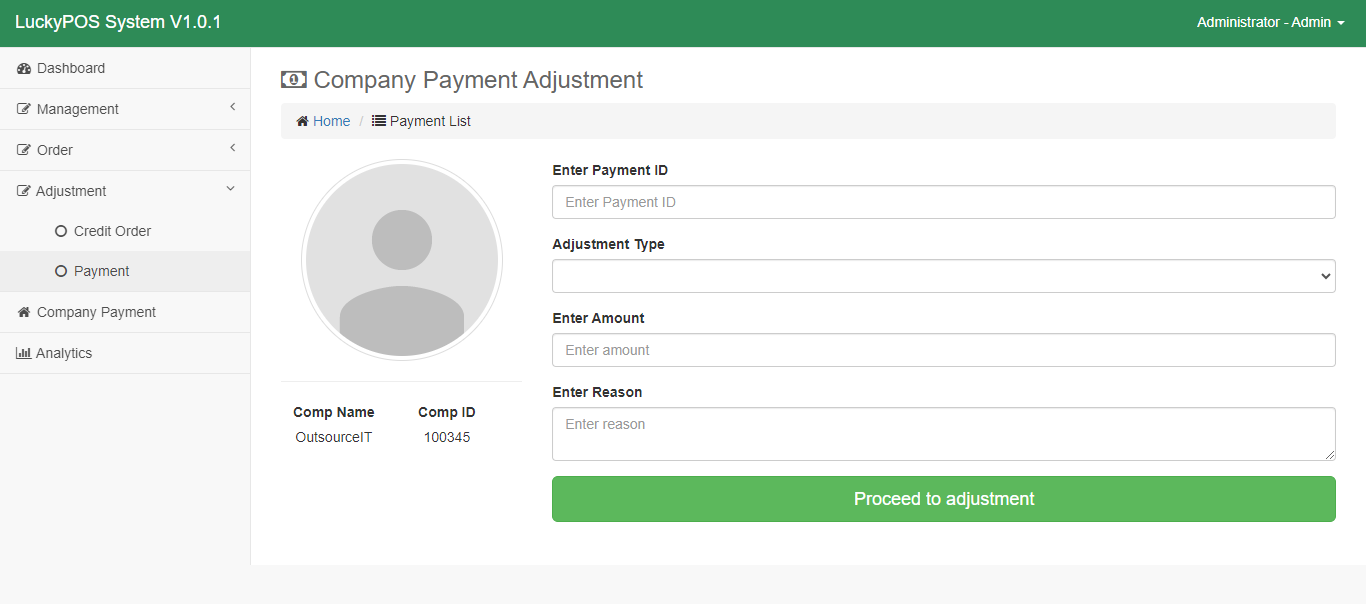 LuckyPOS System V1.0.1
Administrator - Admin
Dashboard
Management
Order
Adjustment
Credit Order
Payment
Company Payment
Analytics
Company Payment Adjustment
Home / Payment List
Comp Name Comp ID
OutsourceIT 100345
Enter Payment ID
Enter Payment ID
Adjustment Type
Enter Amount
Enter amount
Enter Reason
Enter reason
Proceed to adjustment